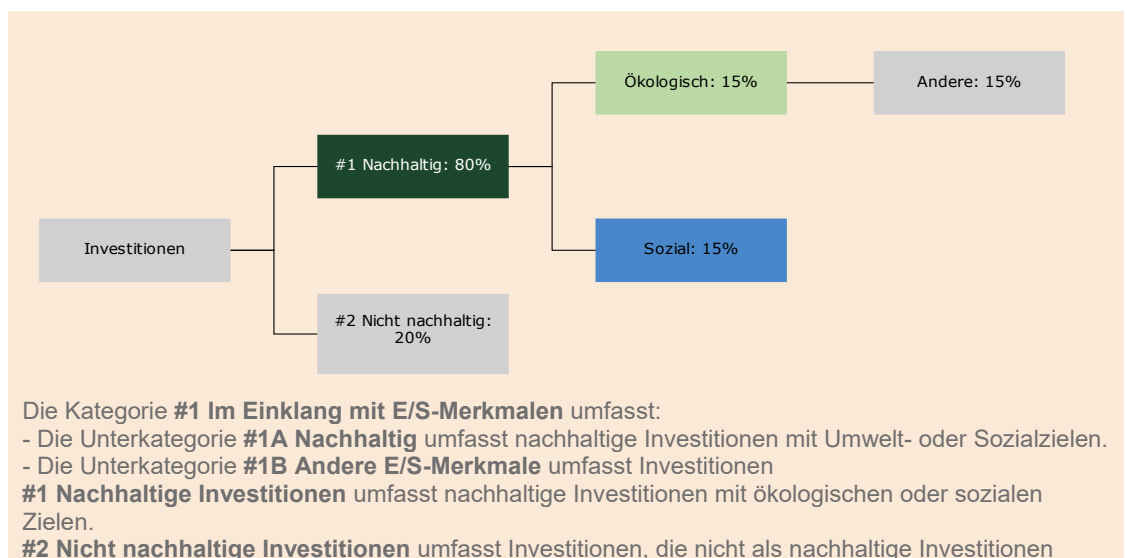 Ökologisch: 15%
Andere: 15%
#1 Nachhaltig: 80%
Investitionen
Sozial: 15%
#2 Nicht nachhaltig:
20%
Die Kategorie #1 Im Einklang mit E/S-Merkmalen umfasst:
- Die Unterkategorie #1A Nachhaltig umfasst nachhaltige Investitionen mit Umwelt- oder Sozialzielen.
- Die Unterkategorie #1B Andere E/S-Merkmale umfasst Investitionen
#1 Nachhaltige Investitionen umfasst nachhaltige Investitionen mit ökologischen oder sozialen
Zielen.
#2 Nicht nachhaltige Investitionen umfasst Investitionen, die nicht als nachhaltige Investitionen